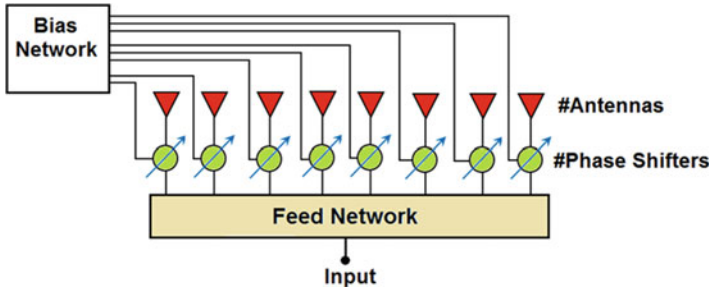 Bias
Network
#Antennas
#Phase Shifters
Feed Network
Input